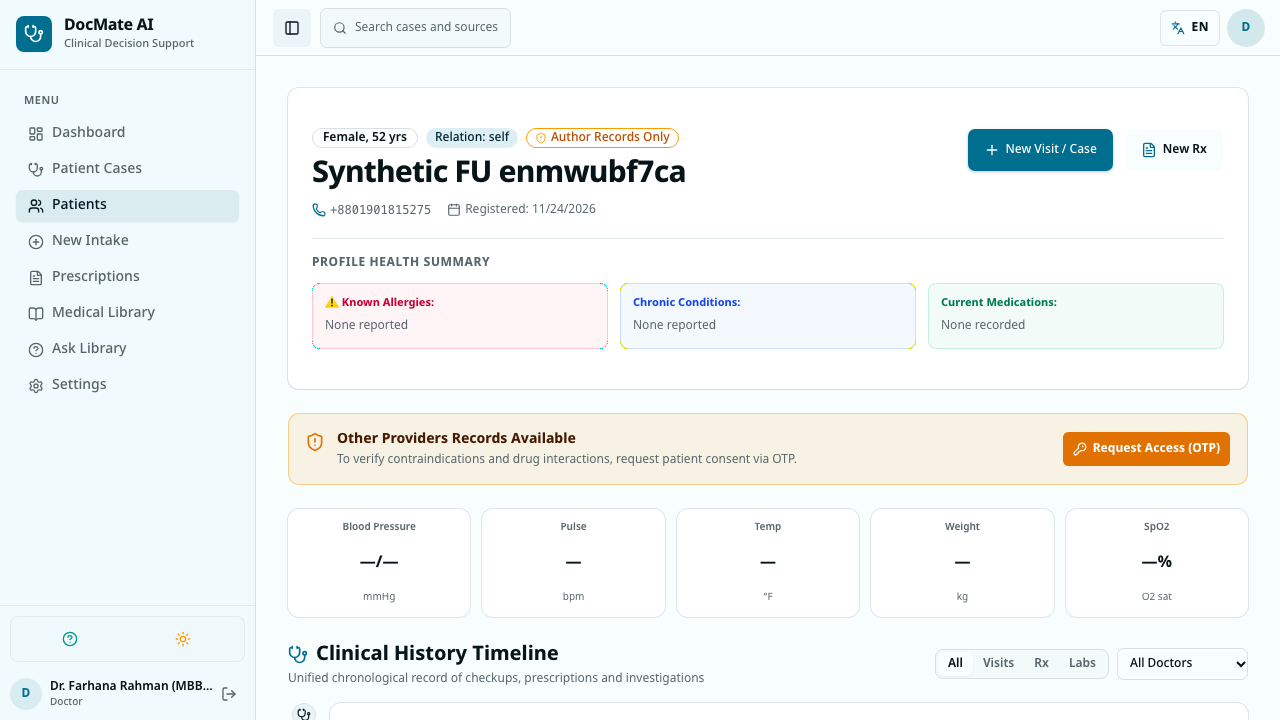 DocMate AI
Clinical Decision Support
MENU
Dashboard
Patient Cases
Patients
New Intake
Prescriptions
Medical Library
Ask Library
Settings
D
Dr. Farhana Rahman (MBB...
Doctor
Search cases and sources
EN
D
Female, 52 yrs
Relation: self
Author Records Only
Synthetic FU enmwubf7ca
+8801901815275
Registered: 11/24/2026
New Visit / Case
New Rx
PROFILE HEALTH SUMMARY
⚠️ Known Allergies:
None reported
Chronic Conditions:
None reported
Current Medications:
None recorded
Other Providers Records Available
To verify contraindications and drug interactions, request patient consent via OTP.
Request Access (OTP)
Blood Pressure
—/—
mmHg
Pulse
—
bpm
Temp
—
°F
Weight
—
kg
SpO2
—%
O2 sat
Clinical History Timeline
Unified chronological record of checkups, prescriptions and investigations
All
Visits
Rx
Labs
All Doctors